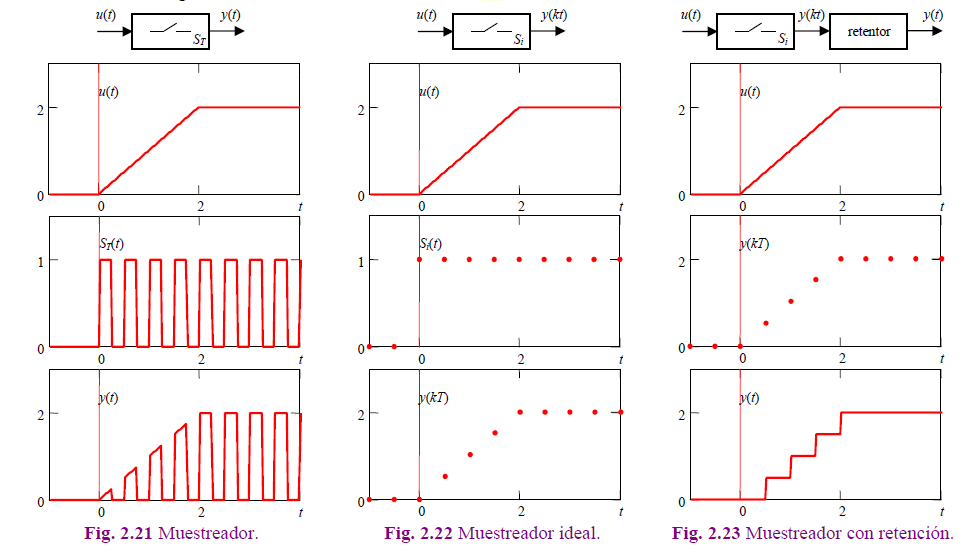 u(t) y(t) u(t) y(kt) u(t) y(kt) y(t)
S_T S_i S_i retentor
u(t) u(t) u(t)
2 2 2
0 0 0
0 2 t 0 2 t 0 2 t
S_T(t) S_i(t) y(kT)
1 1 2
0 0 0
0 2 t 0 2 t 0 2 t
y(t) y(kT) y(t)
2 2 2
0 0 0
0 2 t 0 2 t 0 2 t
Fig. 2.21 Muestreador. Fig. 2.22 Muestreador ideal. Fig. 2.23 Muestreador con retención.